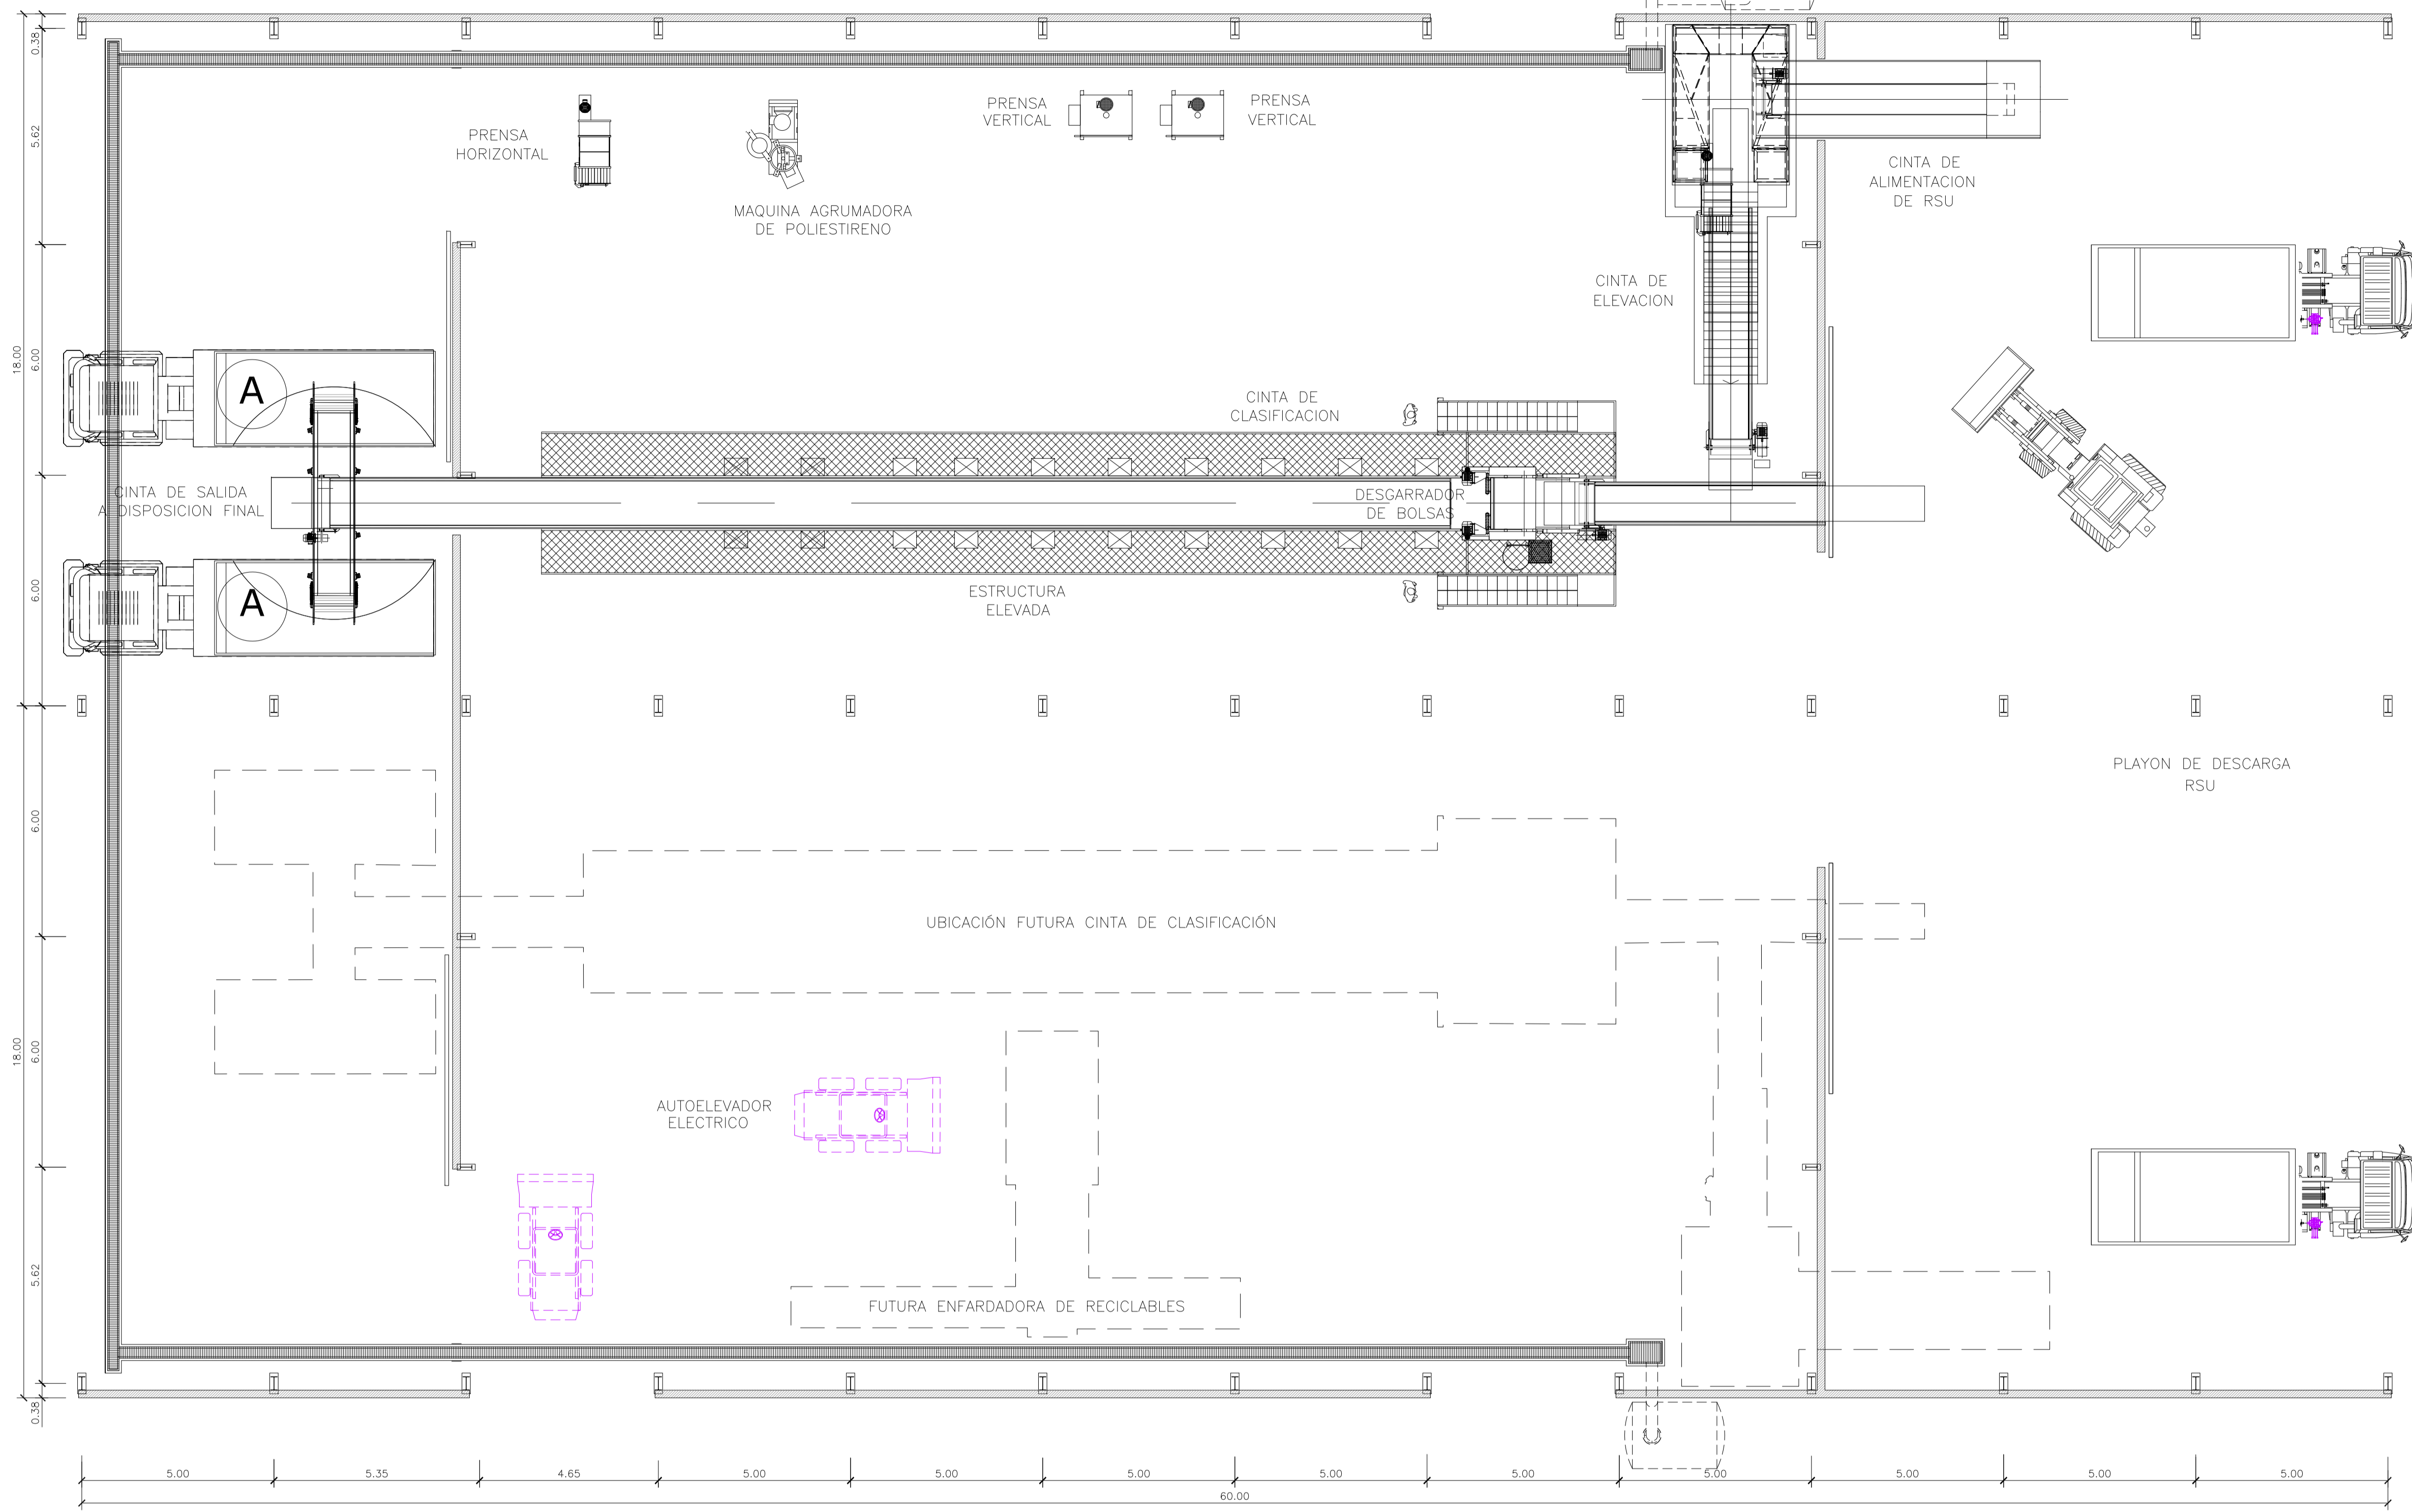 PRENSA
HORIZONTAL
MAQUINA AGRUMADORA
DE POLIESTIRENO
PRENSA
VERTICAL
PRENSA
VERTICAL
CINTA DE
ALIMENTACION
DE RSU
CINTA DE
ELEVACION
CINTA DE
CLASIFICACION
A
CINTA DE SALIDA
A DISPOSICION FINAL
DESGARRADOR
DE BOLSAS
A
ESTRUCTURA
ELEVADA
PLAYON DE DESCARGA
RSU
UBICACIÓN FUTURA CINTA DE CLASIFICACIÓN
AUTOELEVADOR
ELECTRICO
FUTURA ENFARDADORA DE RECICLABLES
0.38
5.62
18.00
6.00
6.00
6.00
18.00
6.00
5.62
0.38
5.00
5.35
4.65
5.00
5.00
5.00
5.00
5.00
5.00
5.00
5.00
5.00
60.00